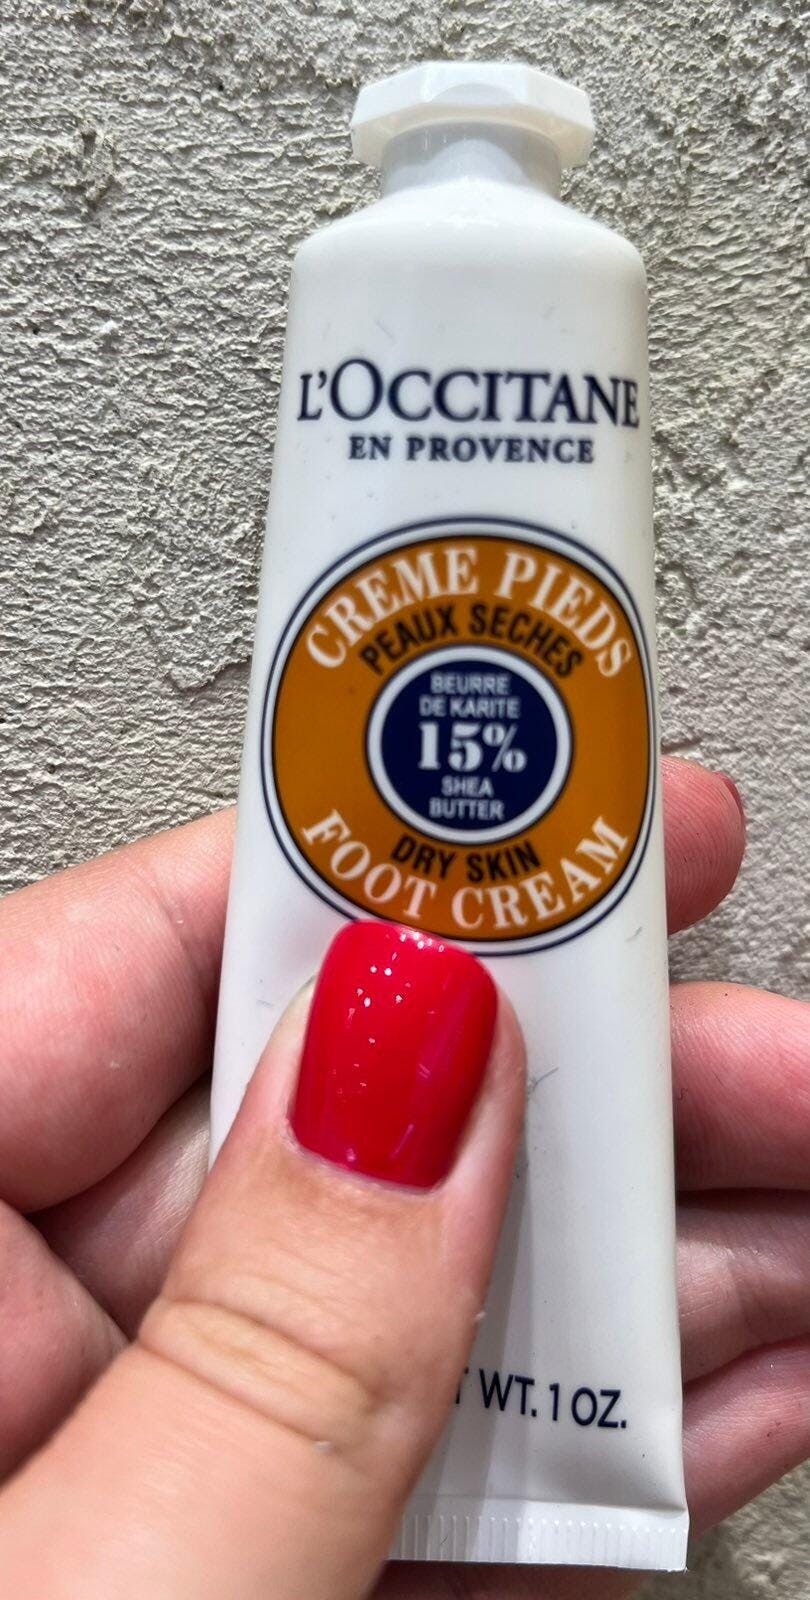 L'OCCITANE
EN PROVENCE
CREME PIEDS
PEAUX SECHES
BEURRE
DE KARITE
15%
SHEA
BUTTER
DRY SKIN
FOOT CREAM
WT. 1 OZ.